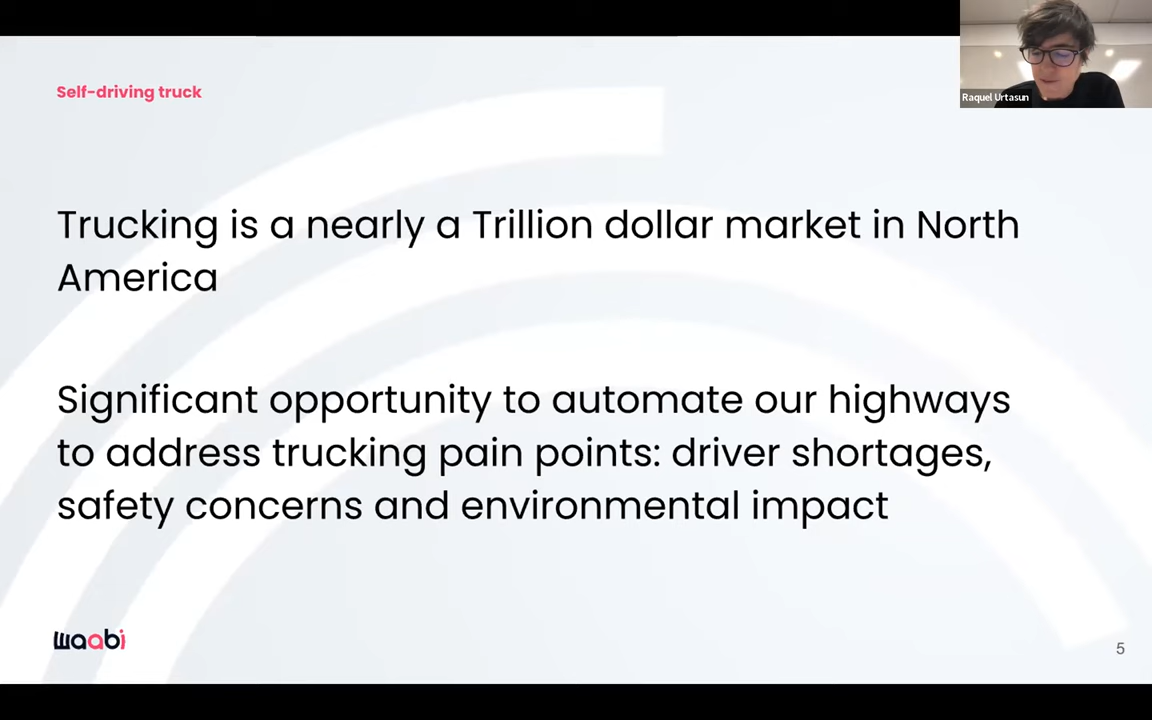 Self-driving truck
Raquel Urtasun
Trucking is a nearly a Trillion dollar market in North
America
Significant opportunity to automate our highways
to address trucking pain points: driver shortages,
safety concerns and environmental impact
waabi
5